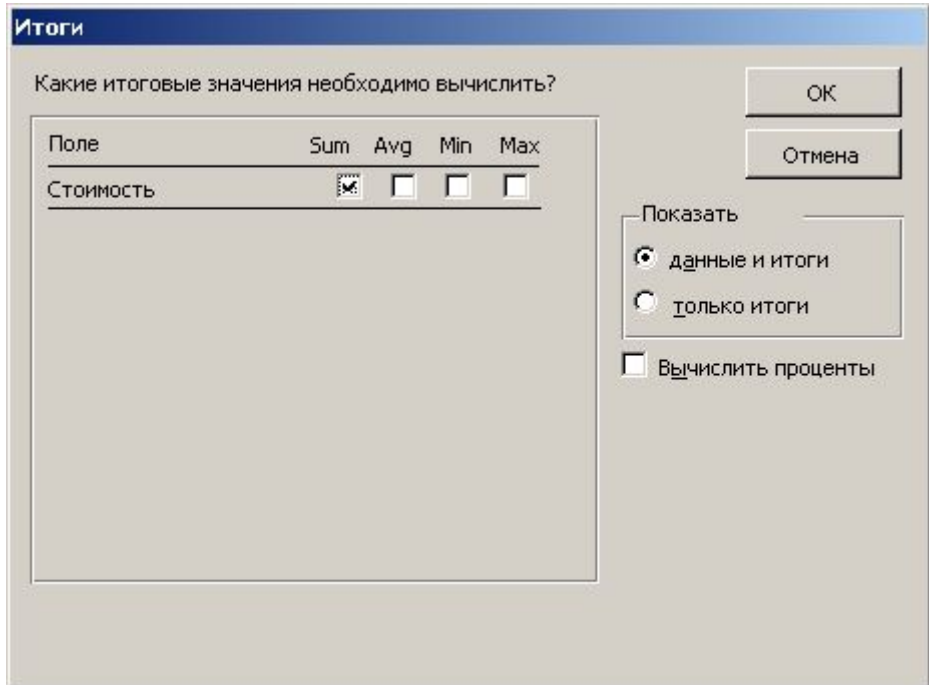 Итоги
Какие итоговые значения необходимо вычислить?
ОК
Отмена
Поле Sum Avg Min Max
Стоимость
Показать
данные и итоги
только итоги
Вычислить проценты